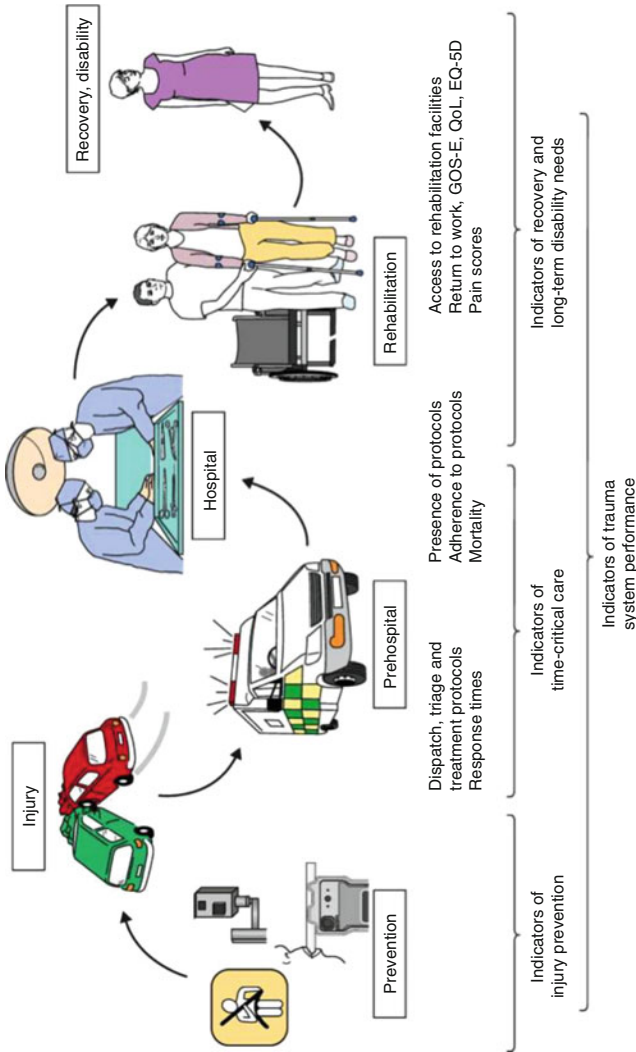 Injury
Recovery, disability
Hospital
Prevention
Prehospital
Rehabilitation
Dispatch, triage and
treatment protocols
Response times
Presence of protocols
Adherence to protocols
Mortality
Access to rehabilitation facilities
Return to work, GOS-E, QoL, EQ-5D
Pain scores
Indicators of
injury prevention
Indicators of
time-critical care
Indicators of recovery and
long-term disability needs
Indicators of trauma
system performance